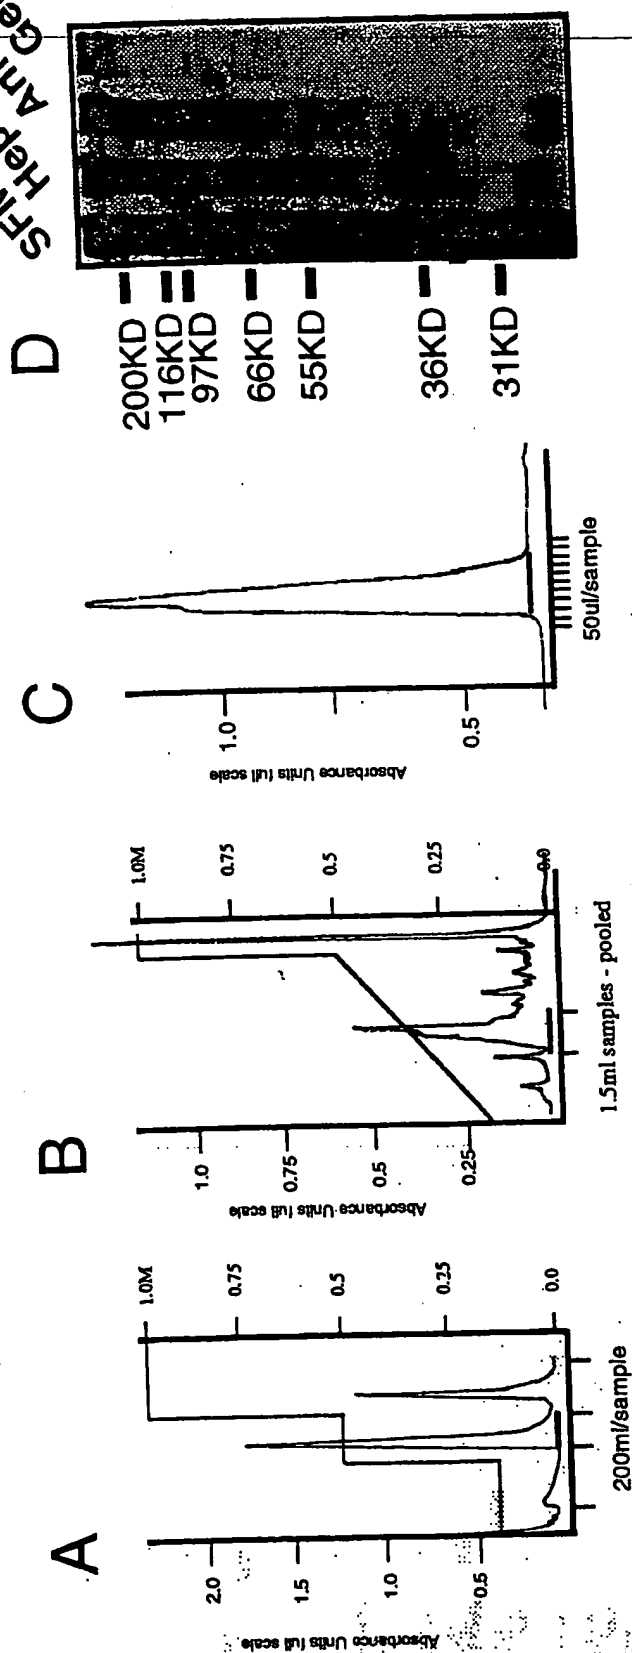 A
Absorbance Units full scale
2.0
1.5
1.0
0.5
1.0M
0.75
0.5
0.25
0.0
200ml/sample
B
Absorbance Units full scale
1.0
0.75
0.5
0.25
1.0M
0.75
0.5
0.25
0.0
1.5ml samples - pooled
C
Absorbance Units full scale
1.0
0.5
50ul/sample
D
Hep
200KD
116KD
97KD
66KD
55KD
36KD
31KD